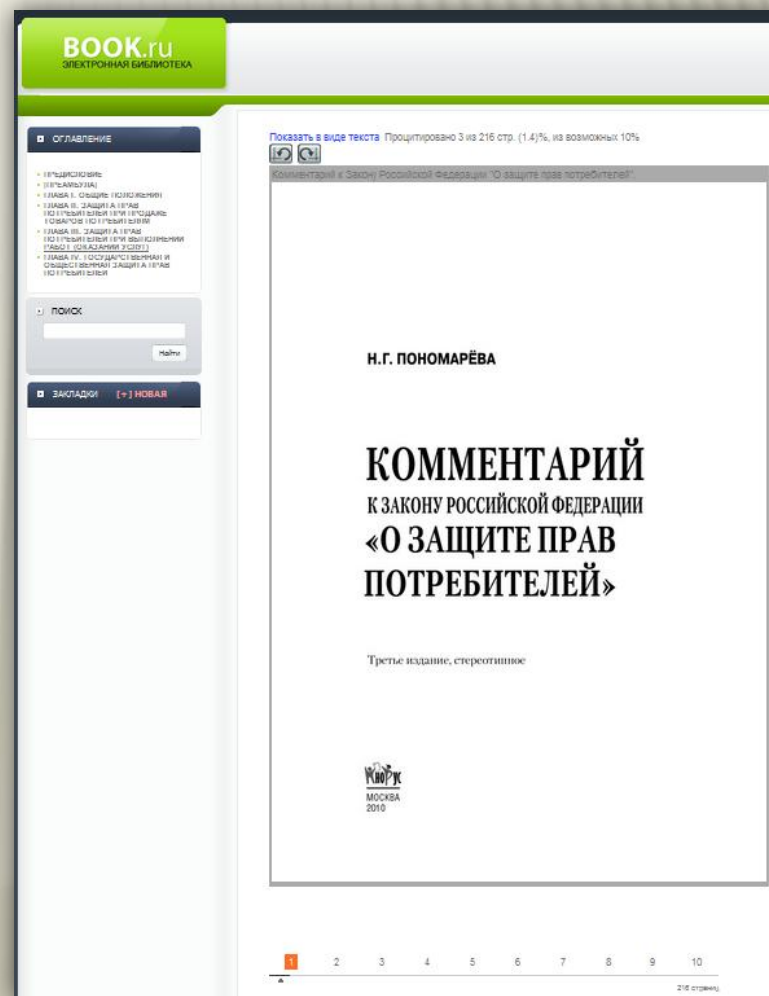 BOOK.ru
ЭЛЕКТРОННАЯ БИБЛИОТЕКА
ОГЛАВЛЕНИЕ
ПРЕДИСЛОВИЕ
[ПРЕАМБУЛА]
ГЛАВА I. ОБЩИЕ ПОЛОЖЕНИЯ
ГЛАВА II. ЗАЩИТА ПРАВ
ПОТРЕБИТЕЛЕЙ ПРИ ПРОДАЖЕ
ТОВАРОВ ПОТРЕБИТЕЛЯМ
ГЛАВА III. ЗАЩИТА ПРАВ
ПОТРЕБИТЕЛЕЙ ПРИ ВЫПОЛНЕНИИ
РАБОТ (ОКАЗАНИИ УСЛУГ)
ГЛАВА IV. ГОСУДАРСТВЕННАЯ И
ОБЩЕСТВЕННАЯ ЗАЩИТА ПРАВ
ПОТРЕБИТЕЛЕЙ
ПОИСК
Найти
ЗАКЛАДКИ [+] НОВАЯ
Показать в виде текста Процитировано 3 из 216 стр. (1.4)%, из возможных 10%
Комментарий к Закону Российской Федерации "О защите прав потребителей".
Н.Г. ПОНОМАРЁВА
КОММЕНТАРИЙ
К ЗАКОНУ РОССИЙСКОЙ ФЕДЕРАЦИИ
«О ЗАЩИТЕ ПРАВ
ПОТРЕБИТЕЛЕЙ»
Третье издание, стереотипное
КноРус
МОСКВА
2010
1 2 3 4 5 6 7 8 9 10
216 страниц